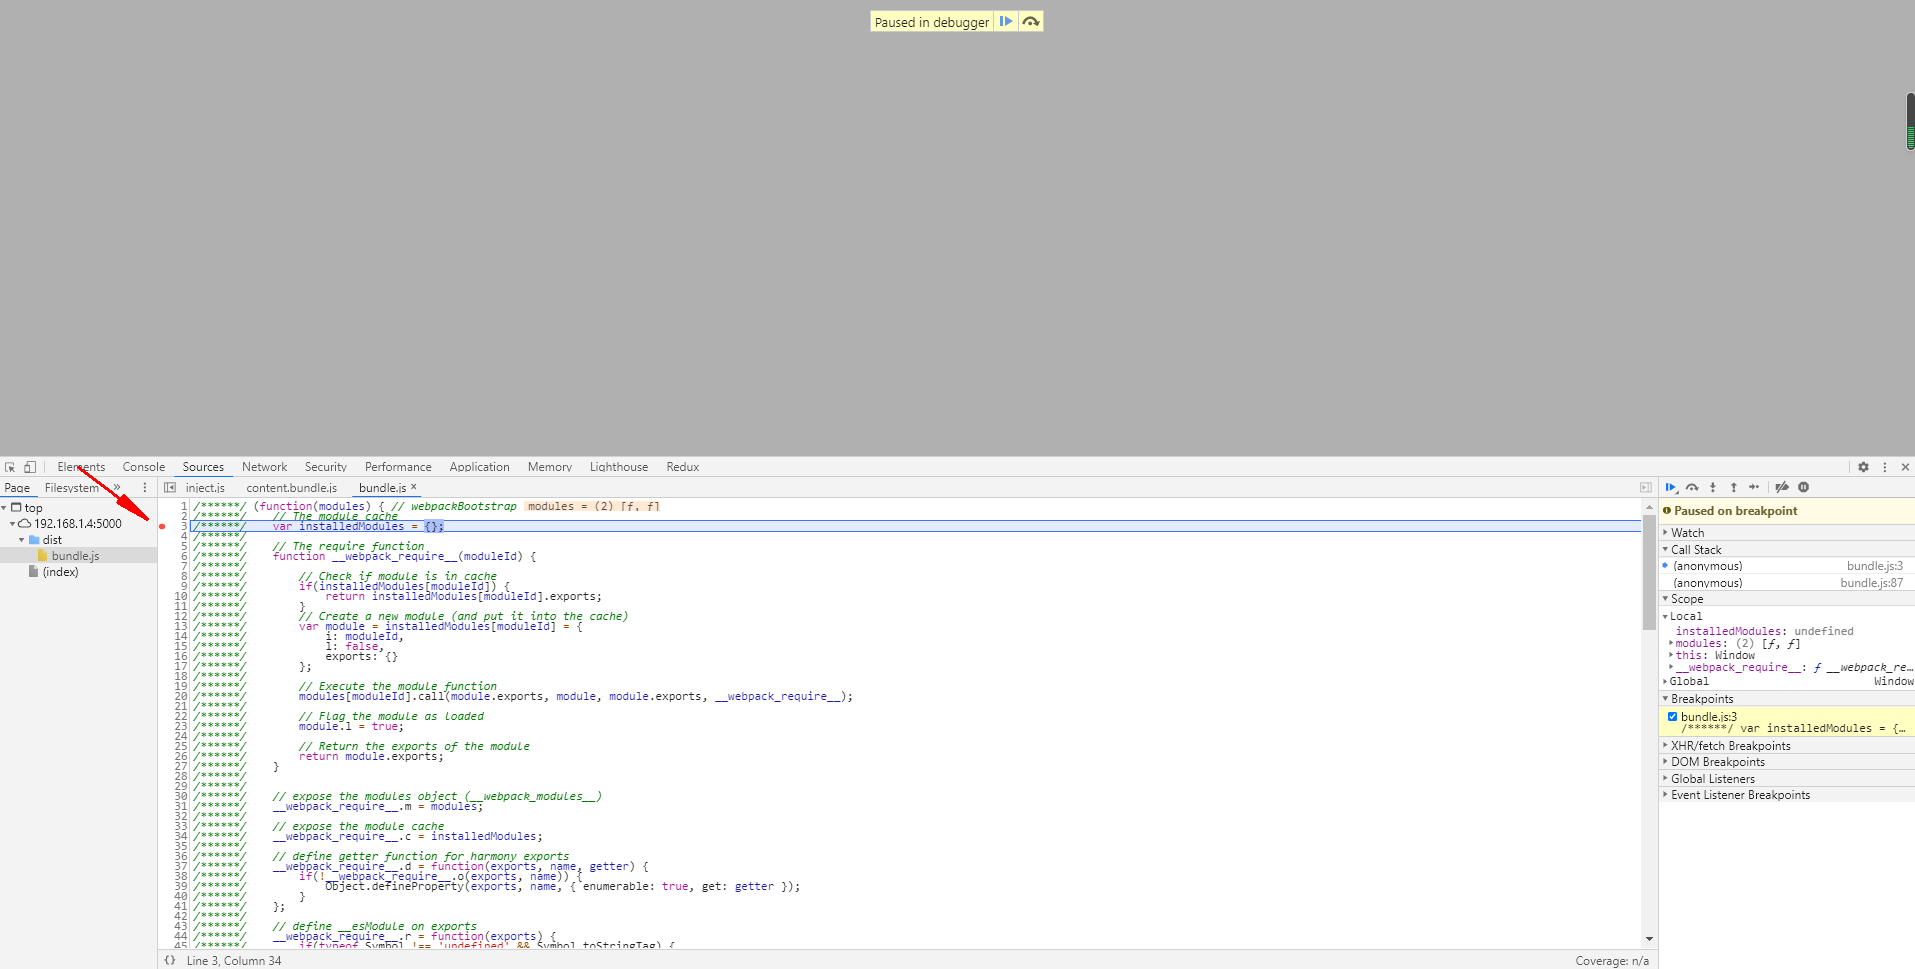 Paused in debugger
Elements Console Sources Network Security Performance Application Memory Lighthouse Redux
Page Filesystem »
inject.js content.bundle.js bundle.js ×
top
192.168.1.4:5000
dist
bundle.js
(index)
1 /******/ (function(modules) { // webpackBootstrap modules = (2) [ƒ, ƒ]
2 /******/ // The module cache
3 /******/ var installedModules = {};
4 /******/
5 /******/ // The require function
6 /******/ function __webpack_require__(moduleId) {
7 /******/
8 /******/ // Check if module is in cache
9 /******/ if(installedModules[moduleId]) {
10 /******/ return installedModules[moduleId].exports;
11 /******/ }
12 /******/ // Create a new module (and put it into the cache)
13 /******/ var module = installedModules[moduleId] = {
14 /******/ i: moduleId,
15 /******/ l: false,
16 /******/ exports: {}
17 /******/ };
18 /******/
19 /******/ // Execute the module function
20 /******/ modules[moduleId].call(module.exports, module, module.exports, __webpack_require__);
21 /******/
22 /******/ // Flag the module as loaded
23 /******/ module.l = true;
24 /******/
25 /******/ // Return the exports of the module
26 /******/ return module.exports;
27 /******/ }
28 /******/
29 /******/
30 /******/ // expose the modules object (__webpack_modules__)
31 /******/ __webpack_require__.m = modules;
32 /******/
33 /******/ // expose the module cache
34 /******/ __webpack_require__.c = installedModules;
35 /******/
36 /******/ // define getter function for harmony exports
37 /******/ __webpack_require__.d = function(exports, name, getter) {
38 /******/ if(!__webpack_require__.o(exports, name)) {
39 /******/ Object.defineProperty(exports, name, { enumerable: true, get: getter });
40 /******/ }
41 /******/ };
42 /******/
43 /******/ // define __esModule on exports
44 /******/ __webpack_require__.r = function(exports) {
45 /******/ if(typeof Symbol !== 'undefined' && Symbol.toStringTag) {
{} Line 3, Column 34
Coverage: n/a
Paused on breakpoint
Watch
Call Stack
(anonymous) bundle.js:3
(anonymous) bundle.js:87
Scope
Local
installedModules: undefined
modules: (2) [ƒ, ƒ]
this: Window
__webpack_require__: ƒ __webpack_re…
Global Window
Breakpoints
bundle.js:3
/******/ var installedModules = {…
XHR/fetch Breakpoints
DOM Breakpoints
Global Listeners
Event Listener Breakpoints